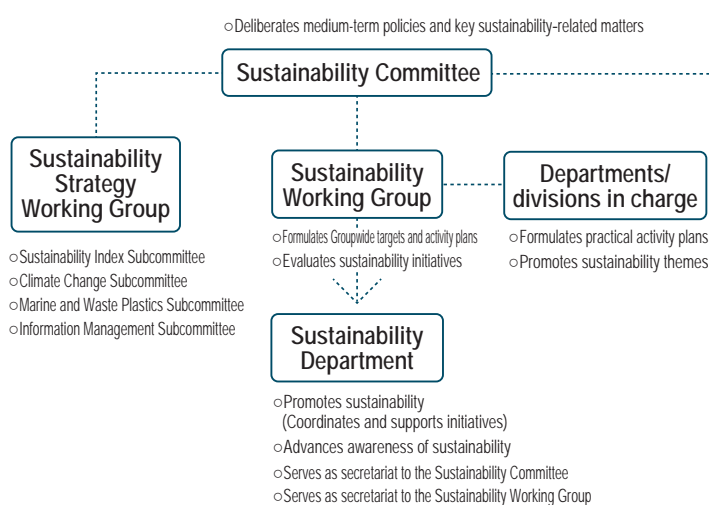 ○Deliberates medium-term policies and key sustainability-related matters
Sustainability Committee
Sustainability
Strategy
Working Group
○Sustainability Index Subcommittee
○Climate Change Subcommittee
○Marine and Waste Plastics Subcommittee
○Information Management Subcommittee
Sustainability
Working Group
○Formulates Groupwide targets and activity plans
○Evaluates sustainability initiatives
Departments/
divisions in charge
○Formulates practical activity plans
○Promotes sustainability themes
Sustainability
Department
○Promotes sustainability
(Coordinates and supports initiatives)
○Advances awareness of sustainability
○Serves as secretariat to the Sustainability Committee
○Serves as secretariat to the Sustainability Working Group